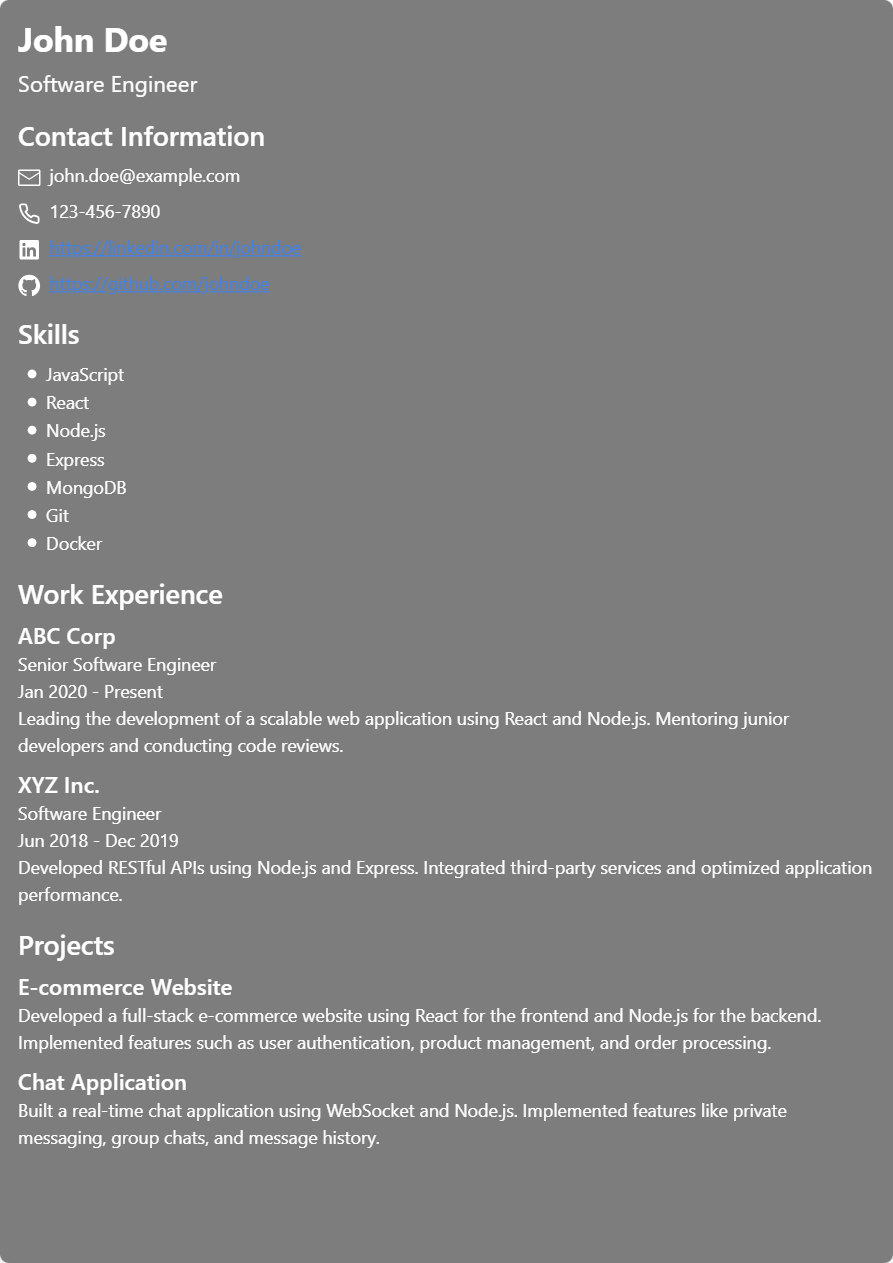 John Doe
Software Engineer
Contact Information
john.doe@example.com
123-456-7890
https://linkedin.com/in/johndoe
https://github.com/johndoe
Skills
JavaScript
React
Node.js
Express
MongoDB
Git
Docker
Work Experience
ABC Corp
Senior Software Engineer
Jan 2020 - Present
Leading the development of a scalable web application using React and Node.js. Mentoring junior
developers and conducting code reviews.
XYZ Inc.
Software Engineer
Jun 2018 - Dec 2019
Developed RESTful APIs using Node.js and Express. Integrated third-party services and optimized application
performance.
Projects
E-commerce Website
Developed a full-stack e-commerce website using React for the frontend and Node.js for the backend.
Implemented features such as user authentication, product management, and order processing.
Chat Application
Built a real-time chat application using WebSocket and Node.js. Implemented features like private
messaging, group chats, and message history.